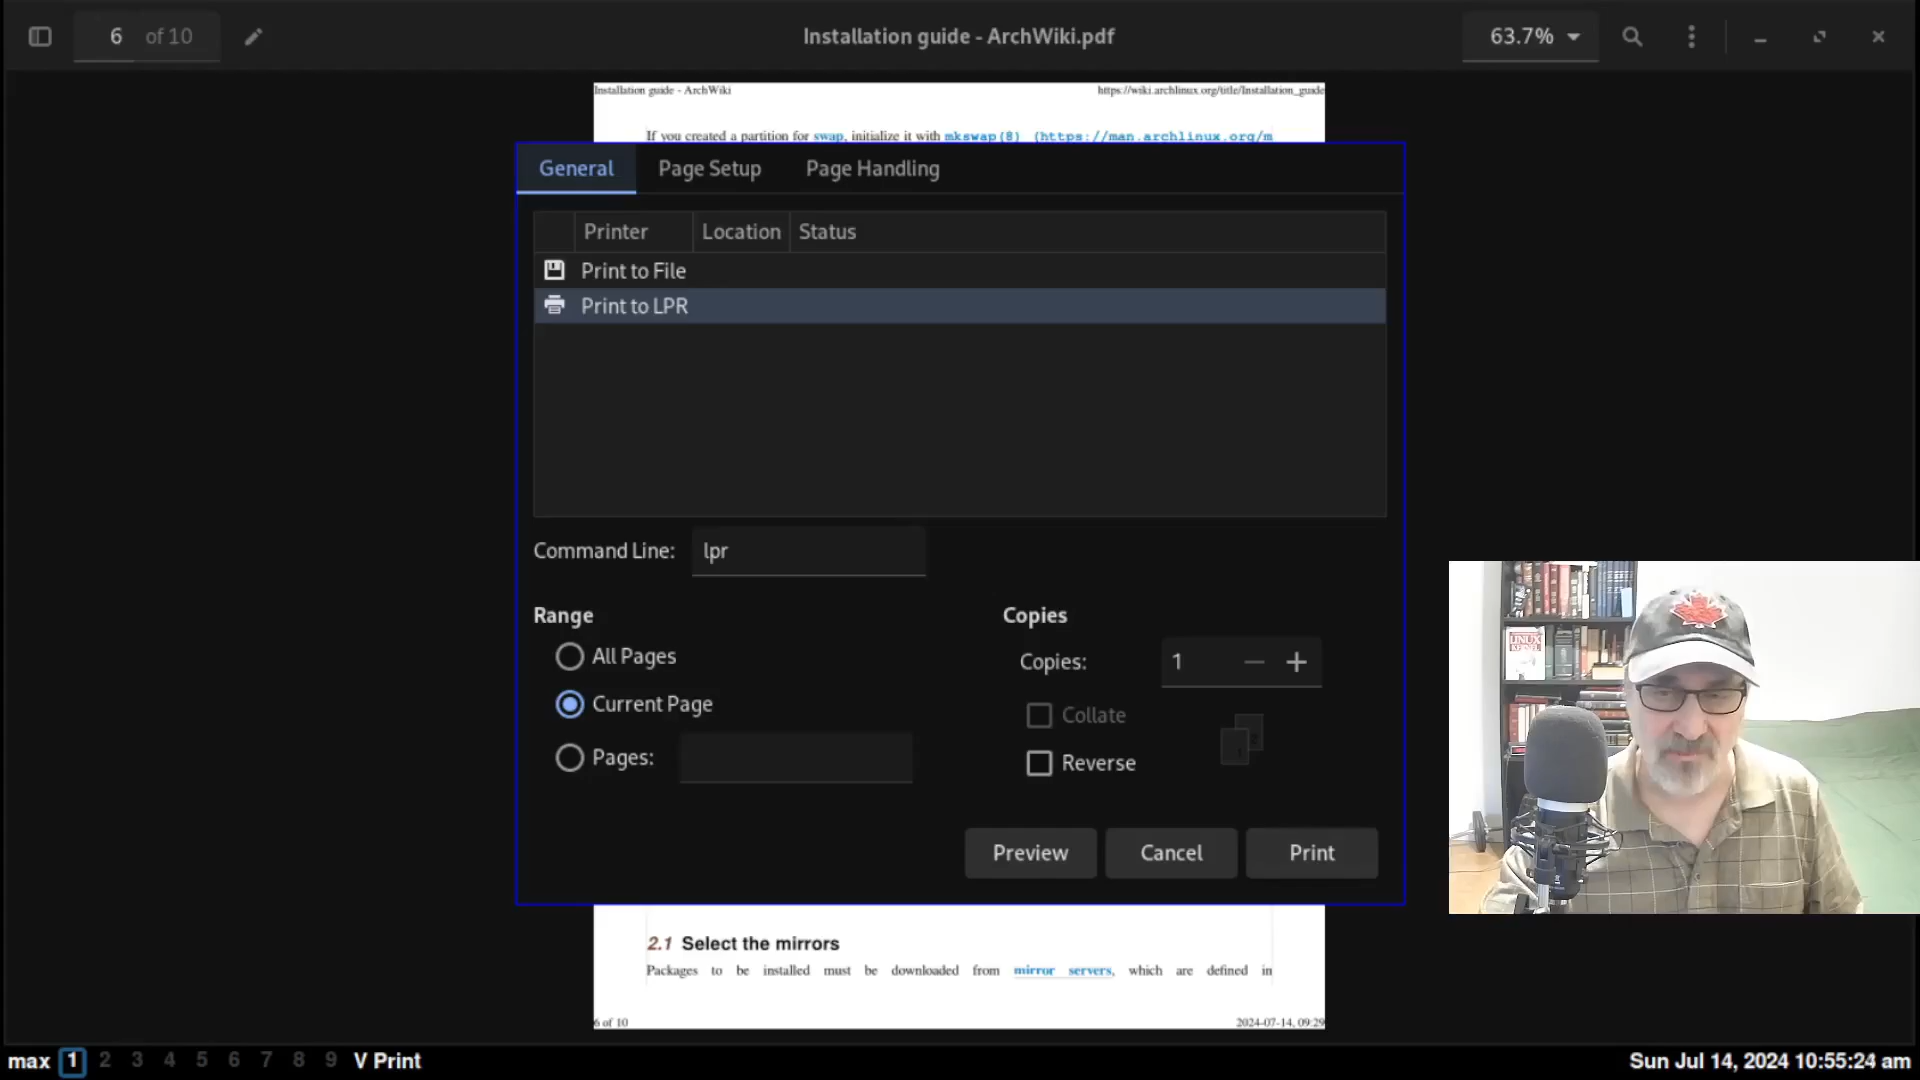 6 of 10
Installation guide - ArchWiki.pdf
63.7%
Installation guide - ArchWiki
https://wiki.archlinux.org/title/Installation_guide
If you created a partition for swap, initialize it with mkswap(8) (https://man.archlinux.org/m
General Page Setup Page Handling
Printer Location Status
Print to File
Print to LPR
Command Line: lpr
Range
All Pages
Current Page
Pages:
Copies
Copies: 1
Collate
Reverse
Preview Cancel Print
LINUX
KERNEL
2.1 Select the mirrors
Packages to be installed must be downloaded from mirror servers, which are defined in
6 of 10
2024-07-14, 09:29
max 1 2 3 4 5 6 7 8 9 V Print
Sun Jul 14, 2024 10:55:24 am